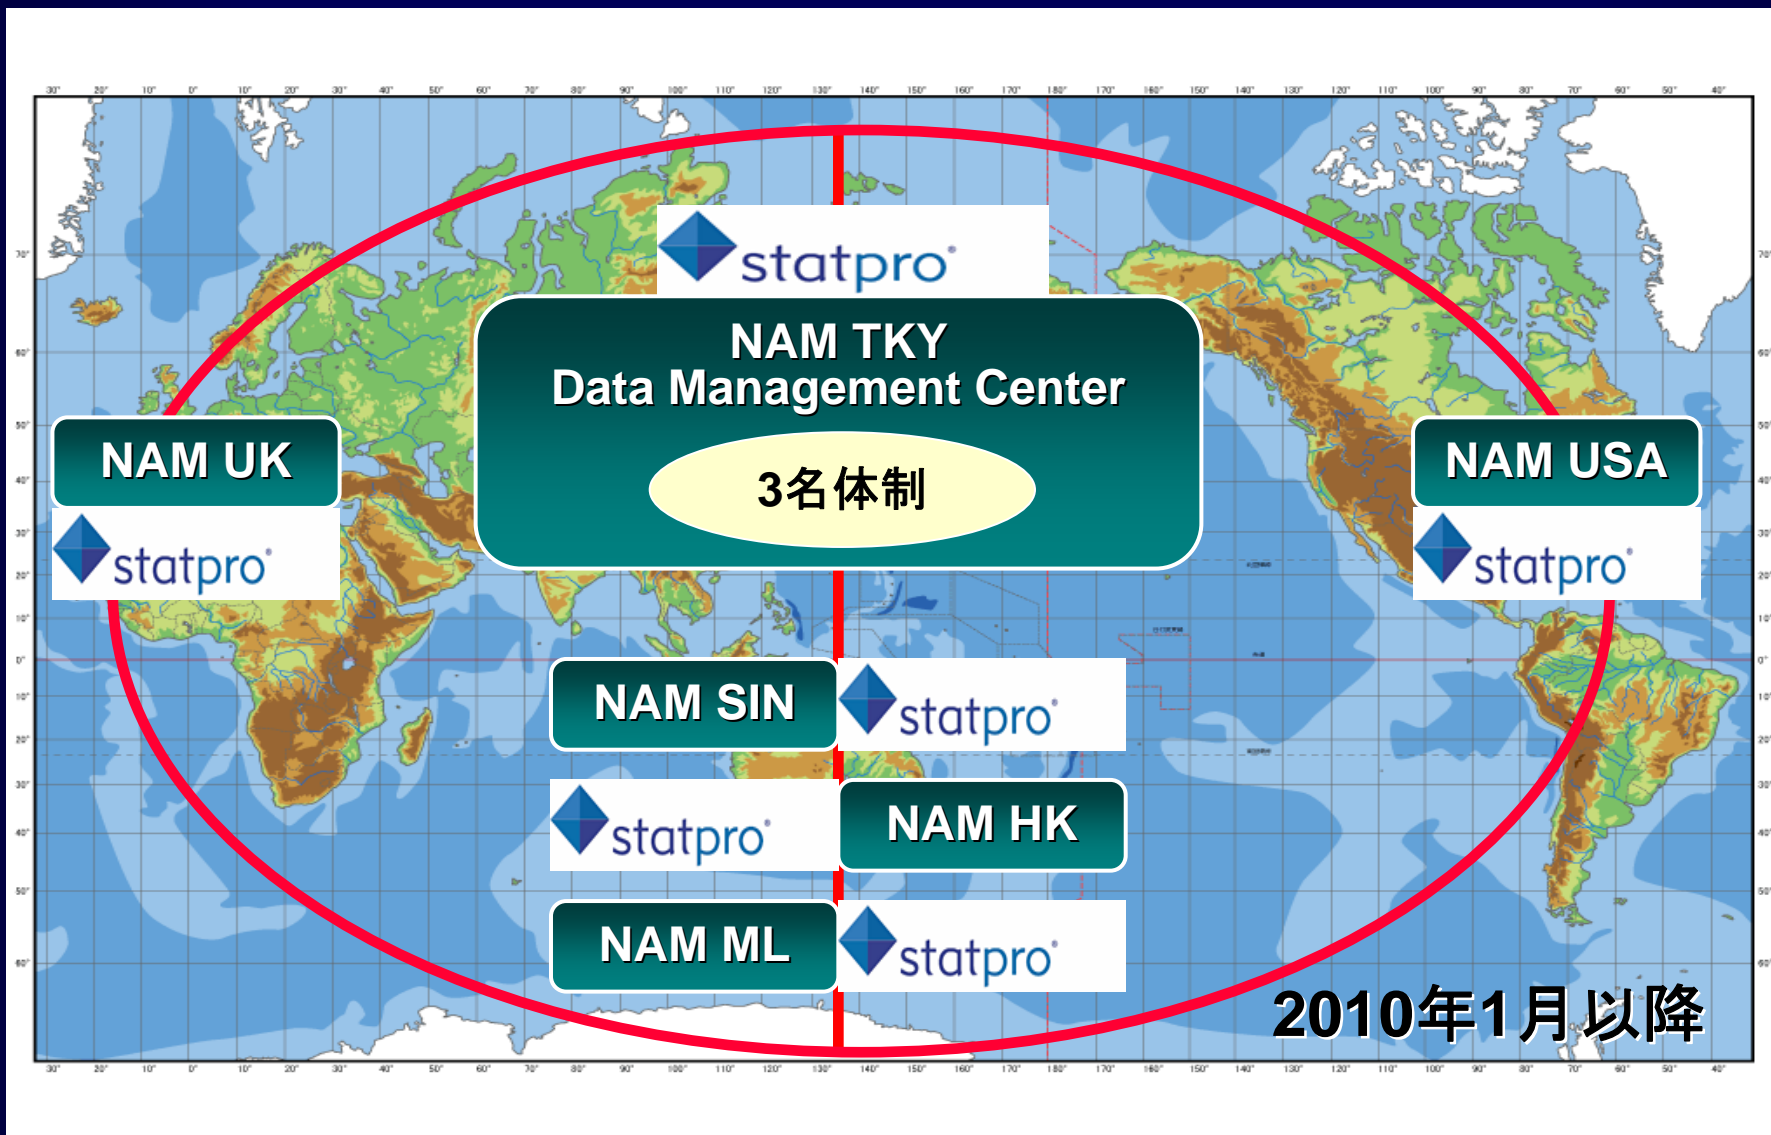 statpro®
NAM TKY
Data Management Center
3名体制
NAM UK
statpro®
NAM USA
statpro®
NAM SIN
statpro®
statpro®
NAM HK
NAM ML
statpro®
2010年1月以降